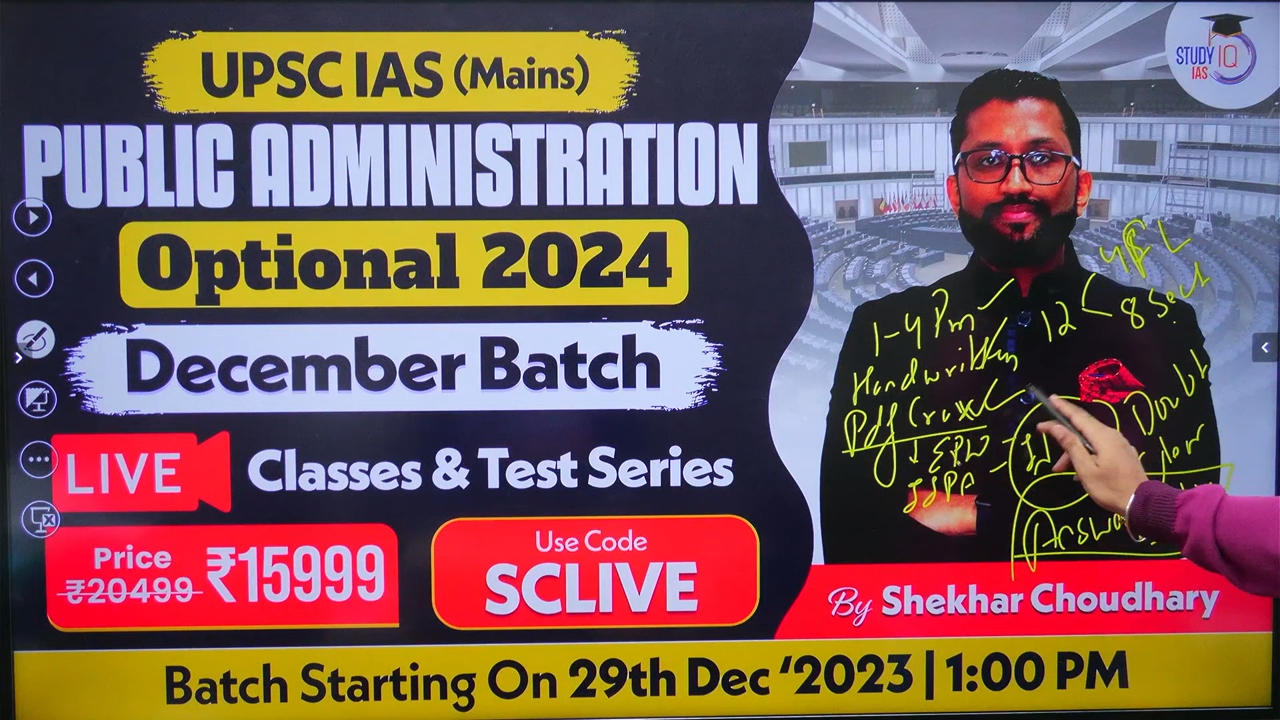 UPSC IAS (Mains)
PUBLIC ADMINISTRATION
Optional 2024
December Batch
LIVE Classes & Test Series
Price
₹20499 ₹15999
Use Code
SCLIVE
STUDY IQ
IAS
1-4 Pm
12
8 Sect
Handwritten
Pdf
Doubt
By Shekhar Choudhary
Batch Starting On 29th Dec ‘2023 | 1:00 PM